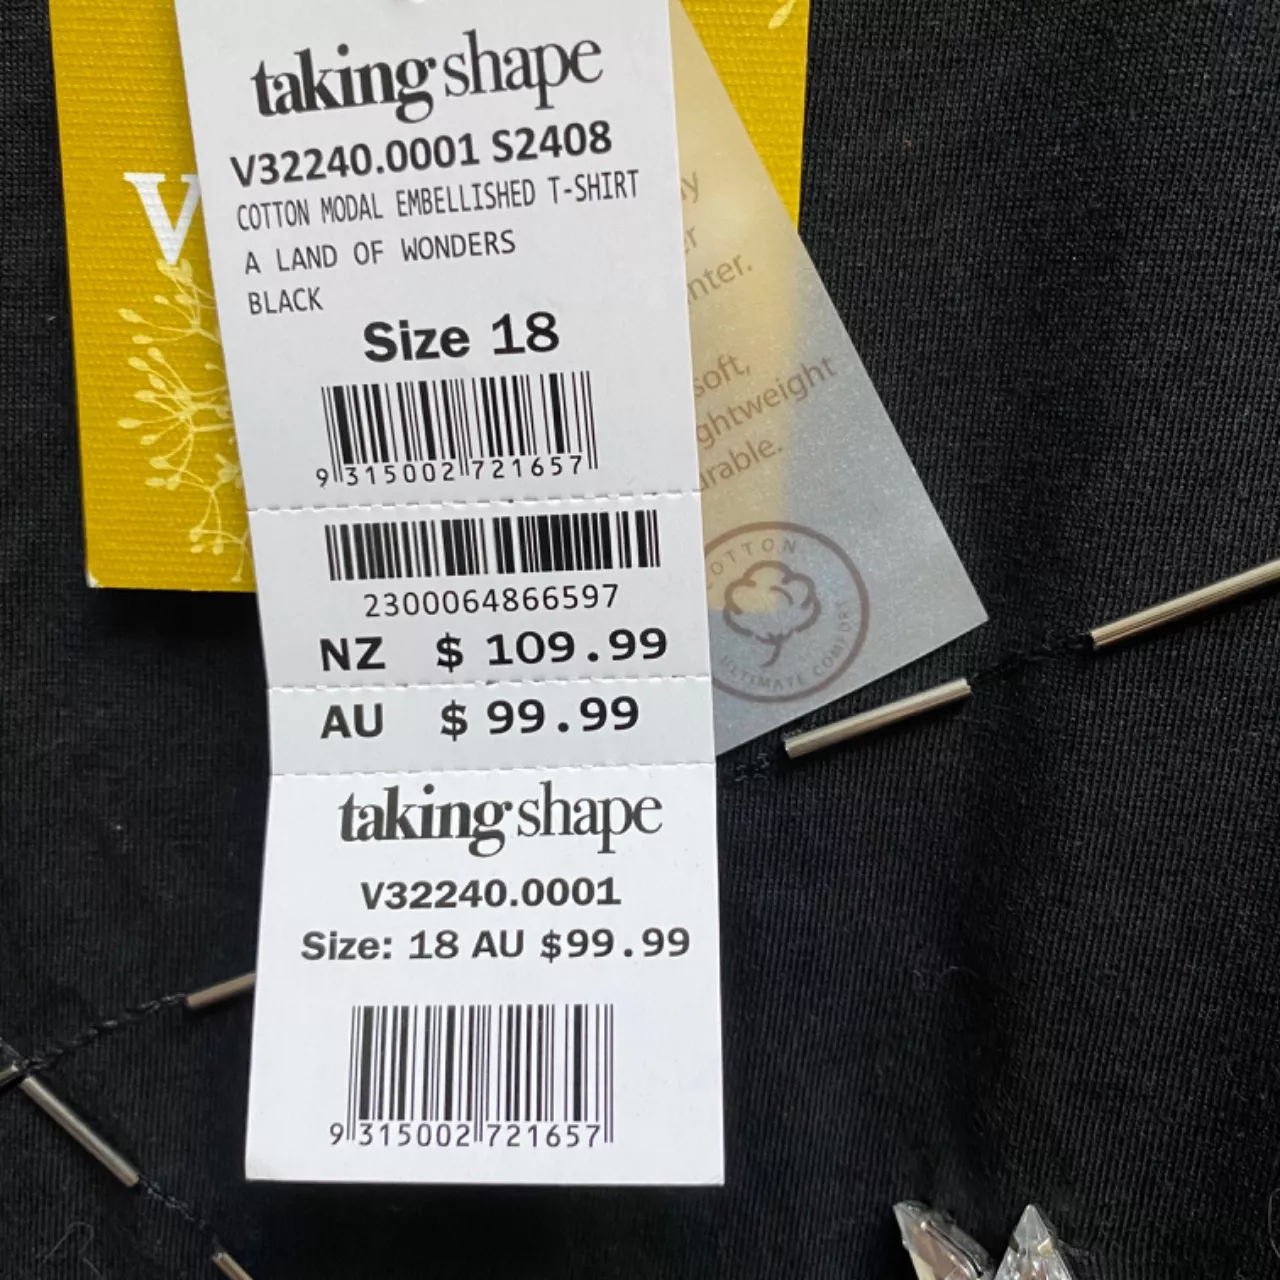 taking shape
V32240.0001 S2408
COTTON MODAL EMBELLISHED T-SHIRT
A LAND OF WONDERS
BLACK
Size 18
9 315002 721657
2300064866597
NZ $ 109.99
AU $ 99.99
taking shape
V32240.0001
Size: 18 AU $99.99
9 315002 721657
V
soft,
COTTON
ULTIMATE COMFORT